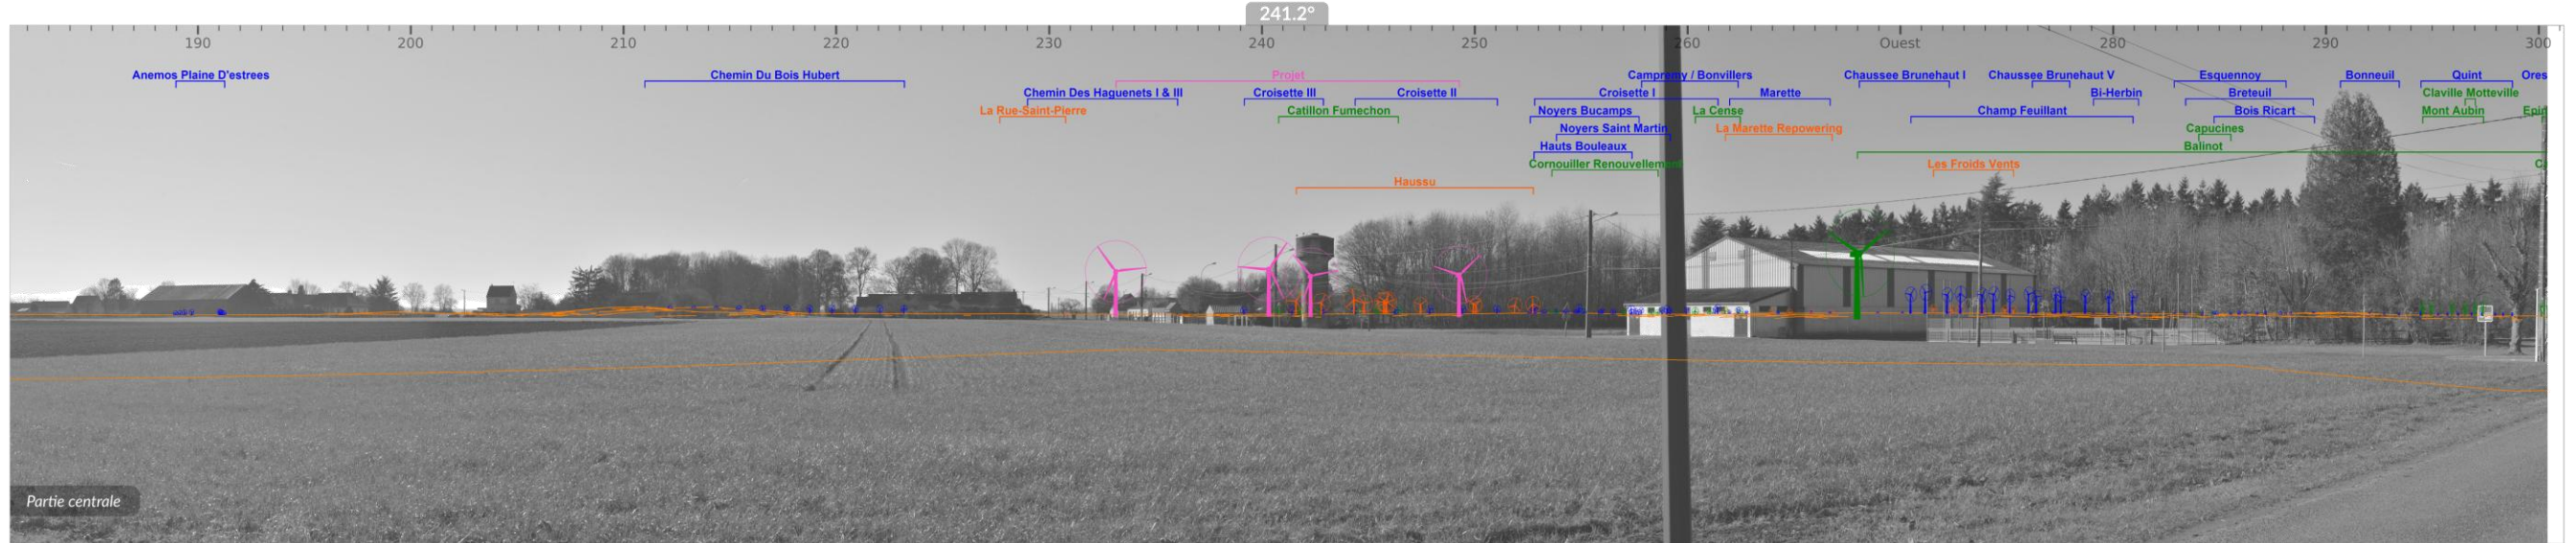 241.2°
190 200 210 220 230 240 250 260 Ouest 280 290 300
Anemos Plaine D'estrees Chemin Du Bois Hubert Projet Campremy / Bonvillers Chaussee Brunehaut I Chaussee Brunehaut V Esquennoy Bonneuil Quint Ores
Chemin Des Haguenets I & III Croisette III Croisette II Croisette I Marette Bi-Herbin Breteuil Claville Motteville
La Rue-Saint-Pierre Catillon Fumechon Noyers Bucamps La Cense Champ Feuillant Bois Ricart Mont Aubin Epin
Noyers Saint Martin La Marette Repowering Capucines
Hauts Bouleaux Balinot
Cornouiller Renouvellement Les Froids Vents
Haussu
Partie centrale